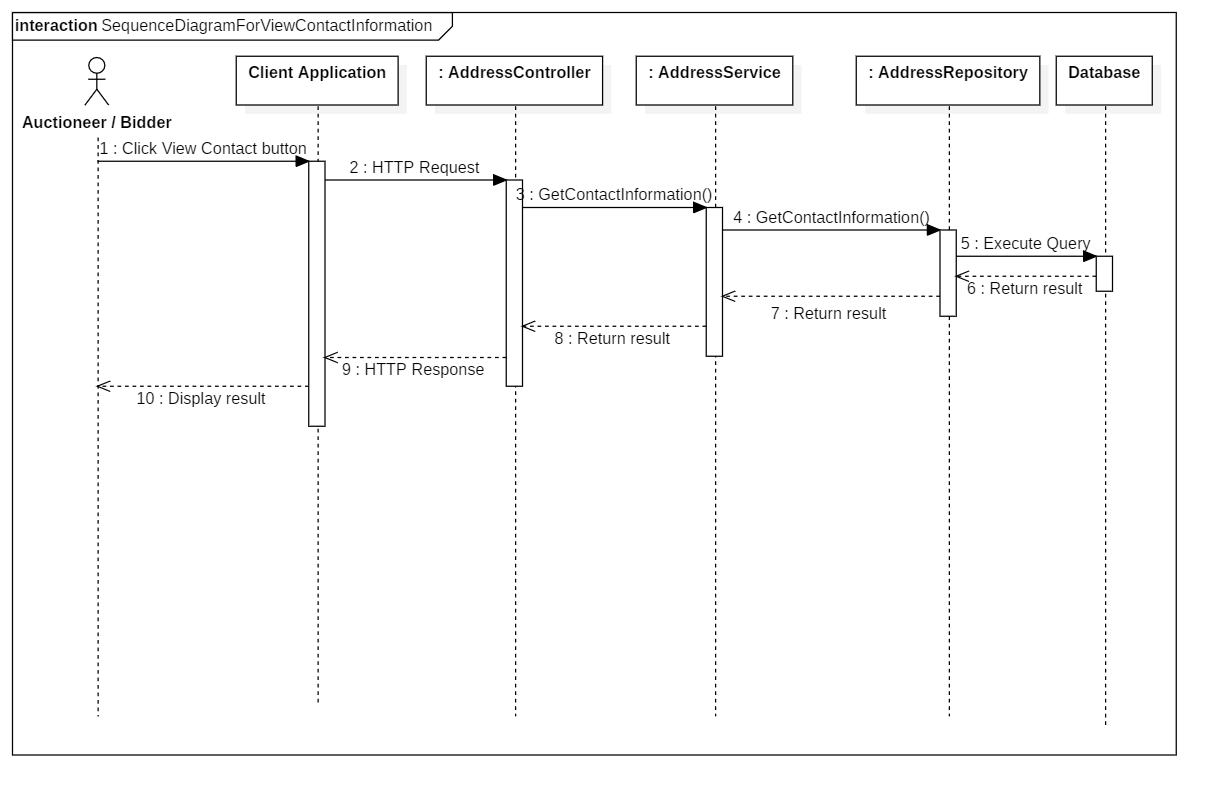 interaction SequenceDiagramForViewContactInformation
Client Application
: AddressController
: AddressService
: AddressRepository
Database
Auctioneer / Bidder
1 : Click View Contact button
2 : HTTP Request
3 : GetContactInformation()
4 : GetContactInformation()
5 : Execute Query
6 : Return result
7 : Return result
8 : Return result
9 : HTTP Response
10 : Display result